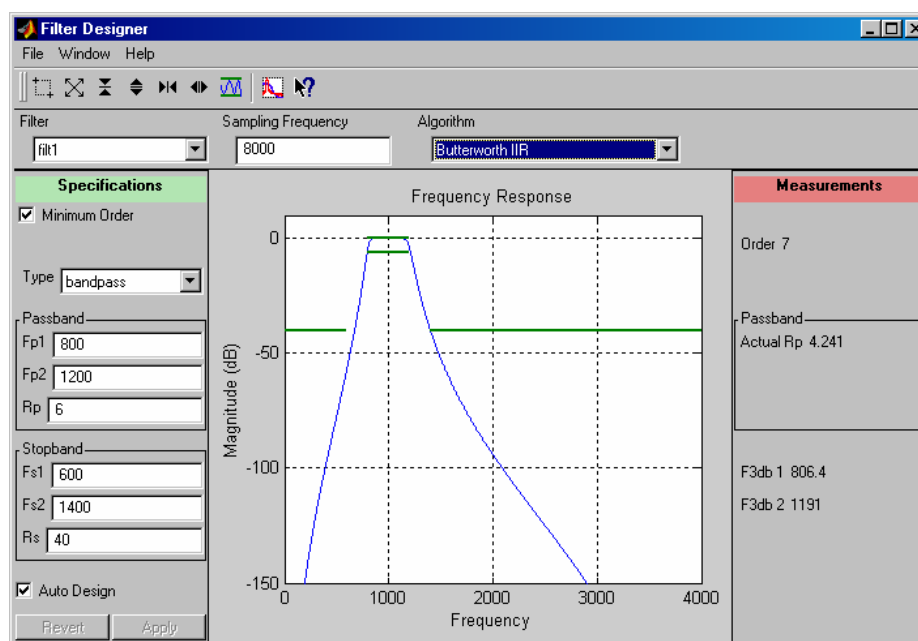 Filter Designer
File Window Help
Filter
Sampling Frequency
Algorithm
filt1
8000
Butterworth IIR
Specifications
Minimum Order
Type bandpass
Passband
Fp1 800
Fp2 1200
Rp 6
Stopband
Fs1 600
Fs2 1400
Rs 40
Auto Design
Revert Apply
Frequency Response
Magnitude (dB)
0
-50
-100
-150
0 1000 2000 3000 4000
Frequency
Measurements
Order 7
Passband
Actual Rp 4.241
F3db 1 806.4
F3db 2 1191